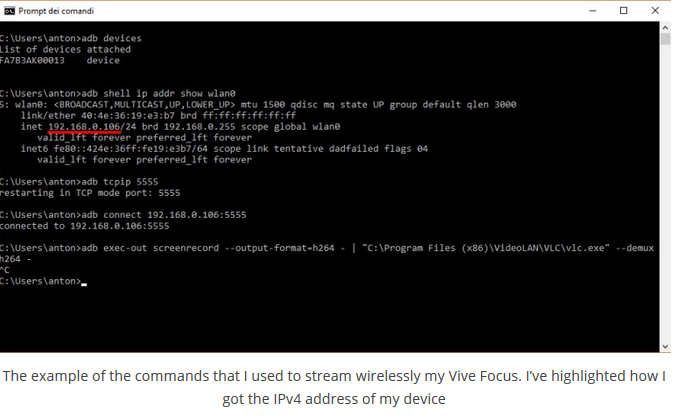 Prompt dei comandi
C:\Users\anton>adb devices
List of devices attached
FA7B3AK00013    device
C:\Users\anton>adb shell ip addr show wlan0
5: wlan0: <BROADCAST,MULTICAST,UP,LOWER_UP> mtu 1500 qdisc mq state UP group default qlen 3000
link/ether 40:4e:36:19:e3:b7 brd ff:ff:ff:ff:ff:ff
inet 192.168.0.106/24 brd 192.168.0.255 scope global wlan0
valid_lft forever preferred_lft forever
inet6 fe80::424e:36ff:fe19:e3b7/64 scope link tentative dadfailed flags 04
valid_lft forever preferred_lft forever
C:\Users\anton>adb tcpip 5555
restarting in TCP mode port: 5555
C:\Users\anton>adb connect 192.168.0.106:5555
connected to 192.168.0.106:5555
C:\Users\anton>adb exec-out screenrecord --output-format=h264 - | "C:\Program Files (x86)\VideoLAN\VLC\vlc.exe" --demux
h264 -
^C
C:\Users\anton>_
The example of the commands that I used to stream wirelessly my Vive Focus. I’ve highlighted how I
got the IPv4 address of my device